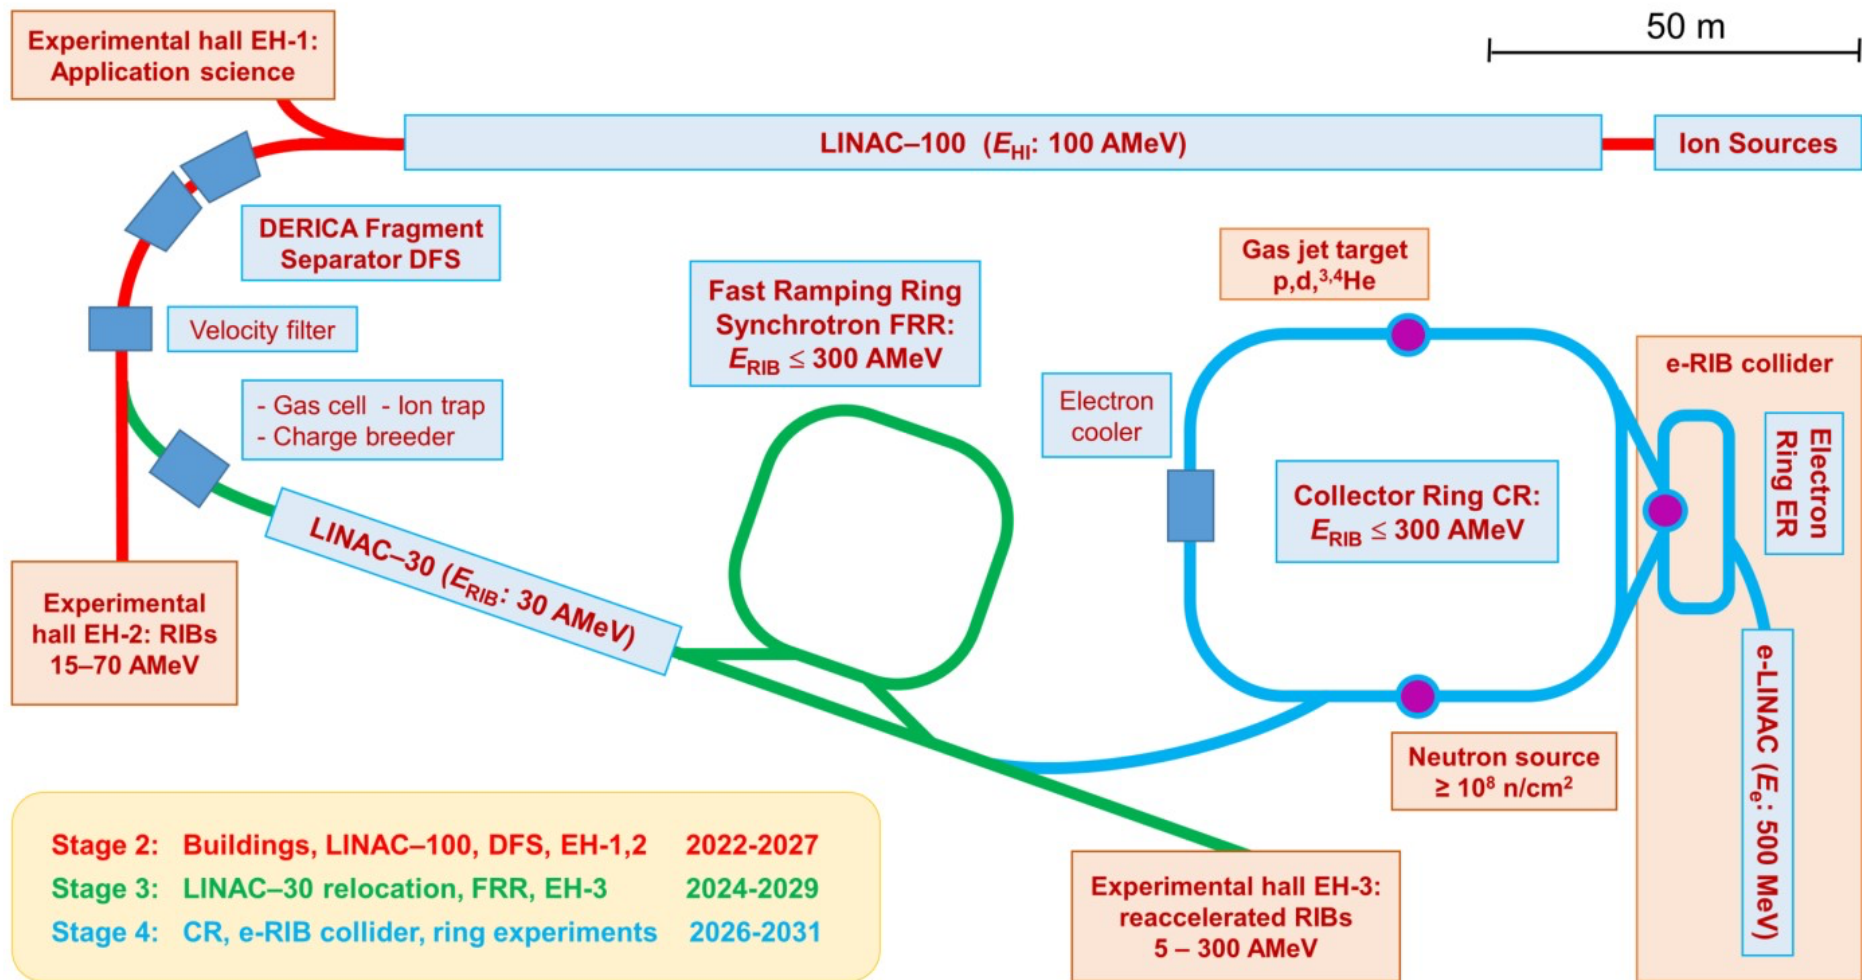 Experimental hall EH-1:
Application science
50 m
LINAC–100 (E_HI: 100 AMeV)
Ion Sources
DERICA Fragment
Separator DFS
Velocity filter
- Gas cell - Ion trap
- Charge breeder
Fast Ramping Ring
Synchrotron FRR:
E_RIB ≤ 300 AMeV
Gas jet target
p,d,³,⁴He
e-RIB collider
Electron
cooler
Electron
Ring ER
Collector Ring CR:
E_RIB ≤ 300 AMeV
LINAC–30 (E_RIB: 30 AMeV)
Experimental
hall EH-2: RIBs
15–70 AMeV
e-LINAC (E_e: 500 MeV)
Neutron source
≥ 10⁸ n/cm²
Stage 2: Buildings, LINAC–100, DFS, EH-1,2 2022-2027
Stage 3: LINAC–30 relocation, FRR, EH-3 2024-2029
Stage 4: CR, e-RIB collider, ring experiments 2026-2031
Experimental hall EH-3:
reaccelerated RIBs
5 – 300 AMeV